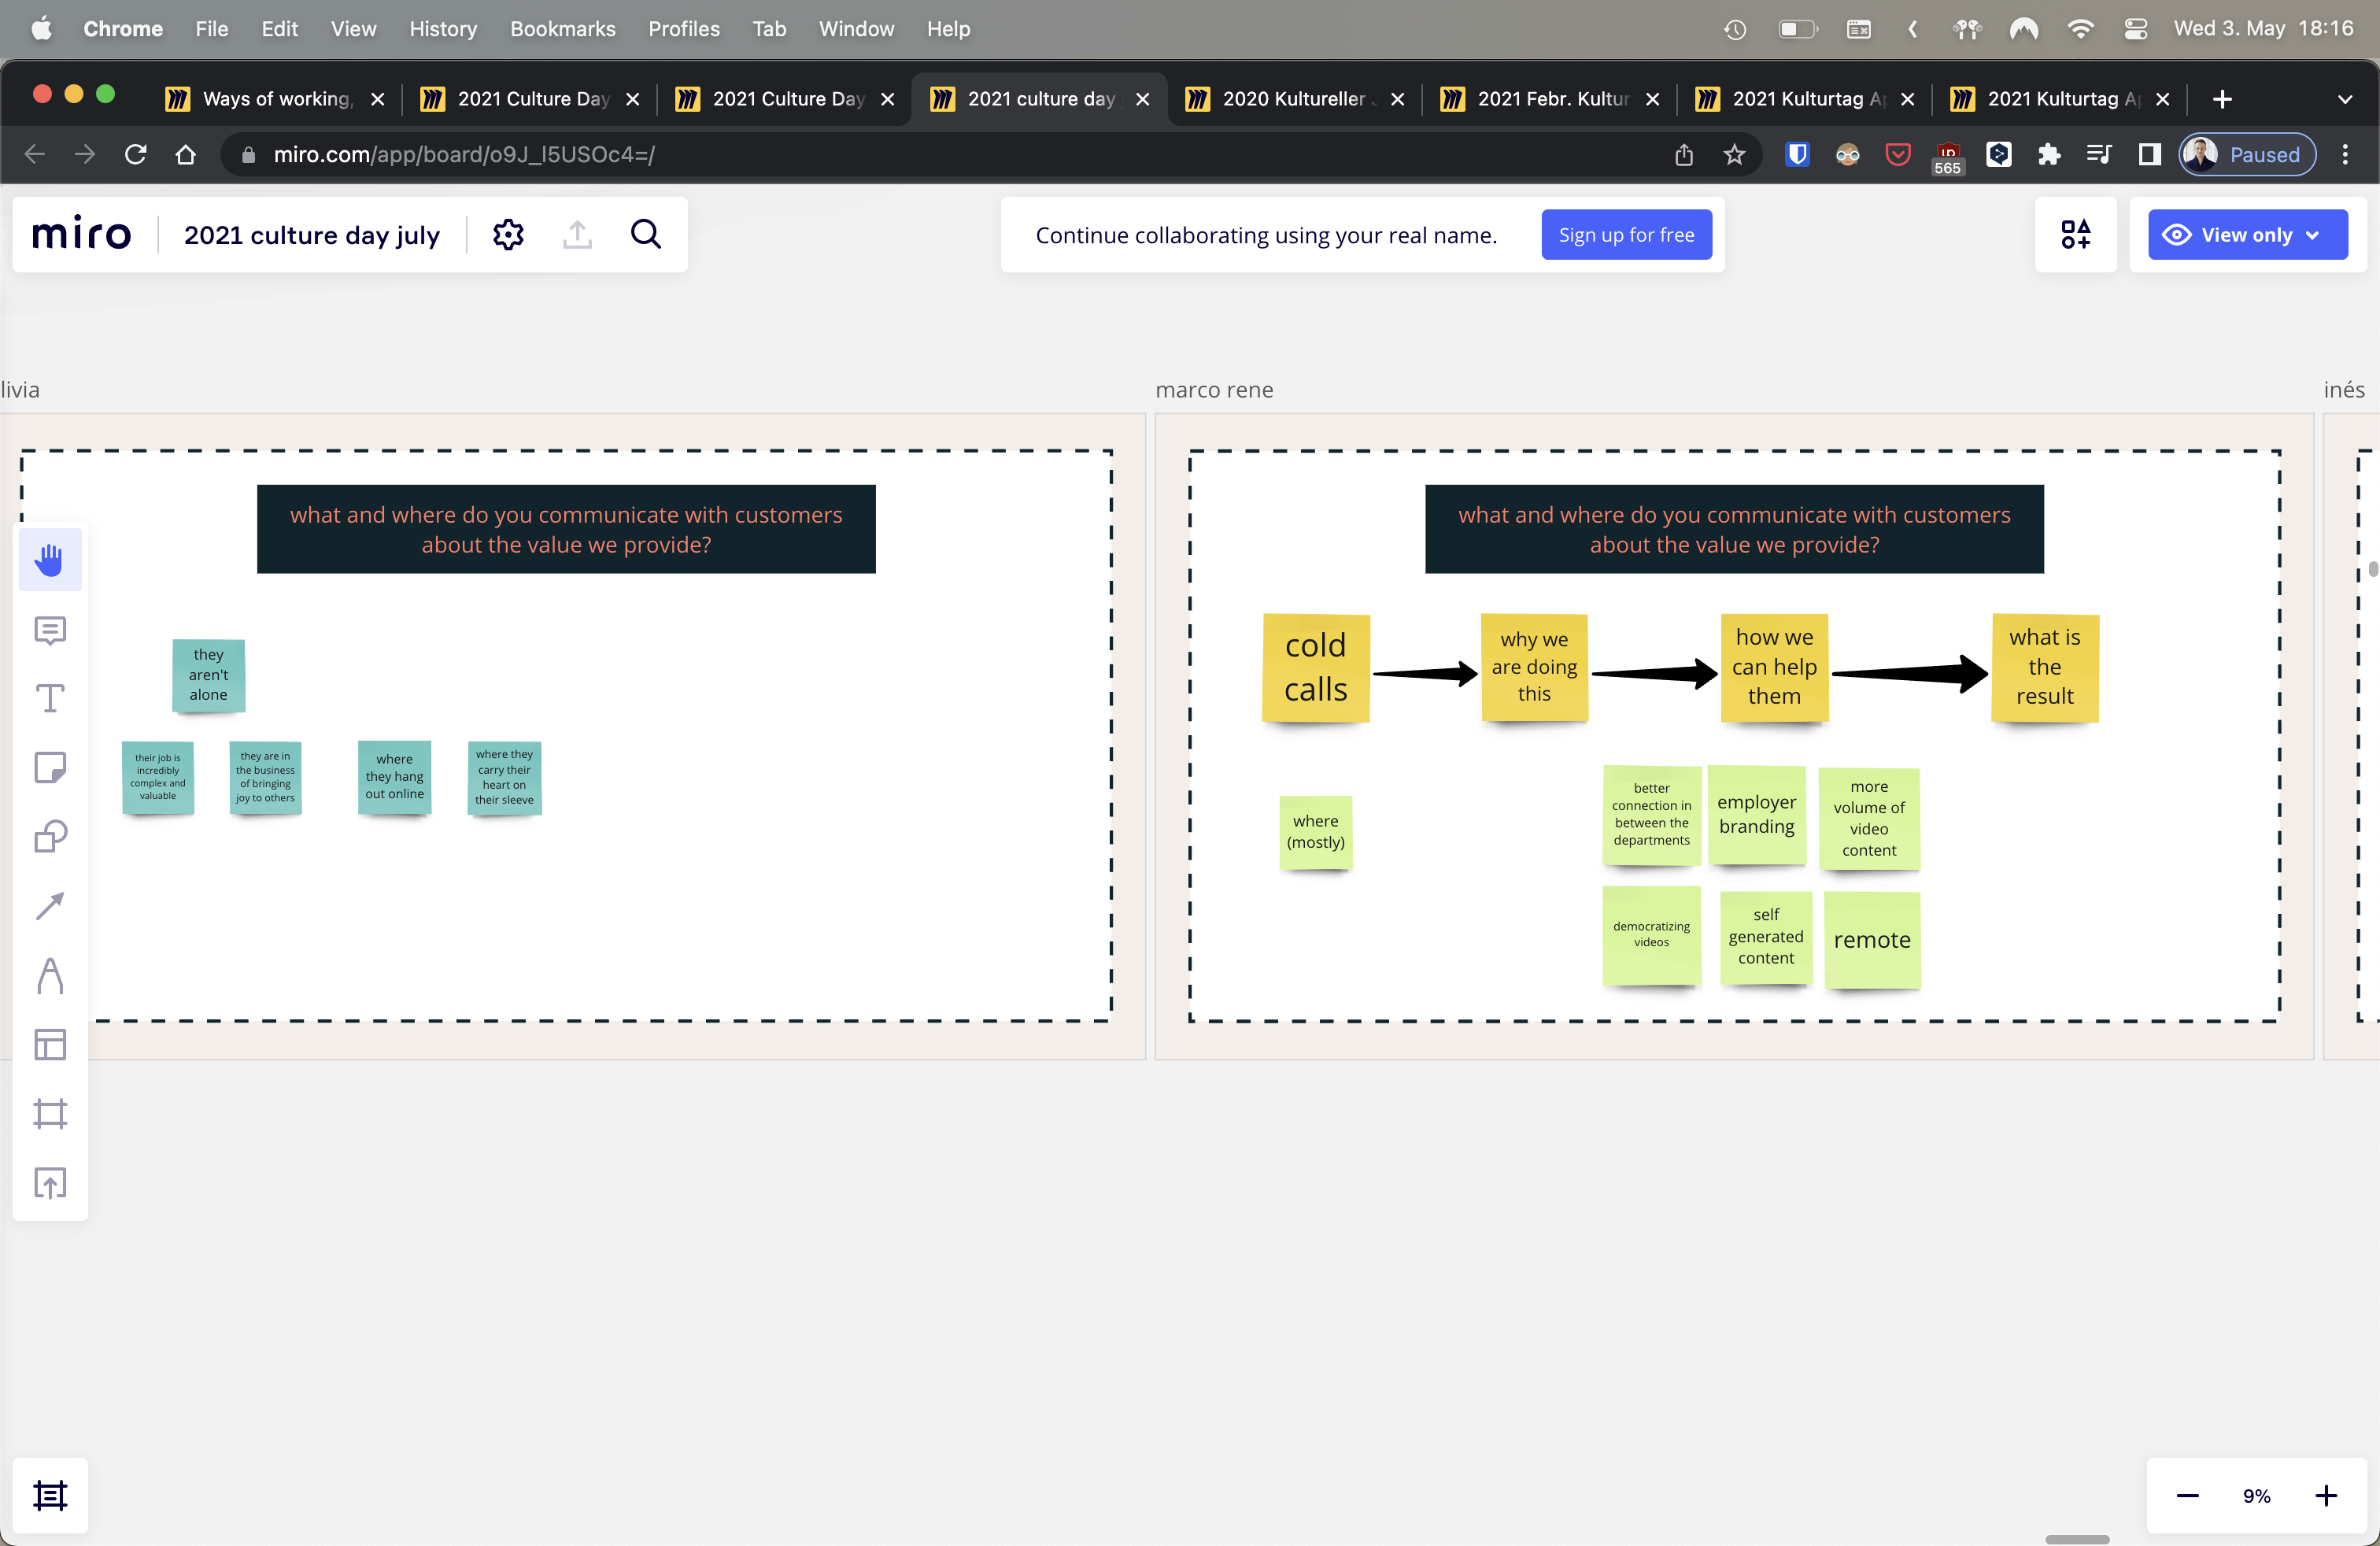 Chrome File Edit View History Bookmarks Profiles Tab Window Help Wed 3. May 18:16
Ways of working, 2021 Culture Day 2021 Culture Day 2021 culture day 2020 Kultureller 2021 Febr. Kultur 2021 Kulturtag 2021 Kulturtag
miro.com/app/board/o9J_l5USOc4=/ 565 Paused
miro 2021 culture day july Continue collaborating using your real name. Sign up for free View only
livia
what and where do you communicate with customers
about the value we provide?
they
aren't
alone
their job is
incredibly
complex and
valuable
they are in
the business
of bringing
joy to others
where
they hang
out online
where they
carry their
heart on
their sleeve
marco rene
what and where do you communicate with customers
about the value we provide?
cold
calls
why we
are doing
this
how we
can help
them
what is
the
result
where
(mostly)
better
connection in
between the
departments
employer
branding
more
volume of
video
content
democratizing
videos
self
generated
content
remote
inés
9%